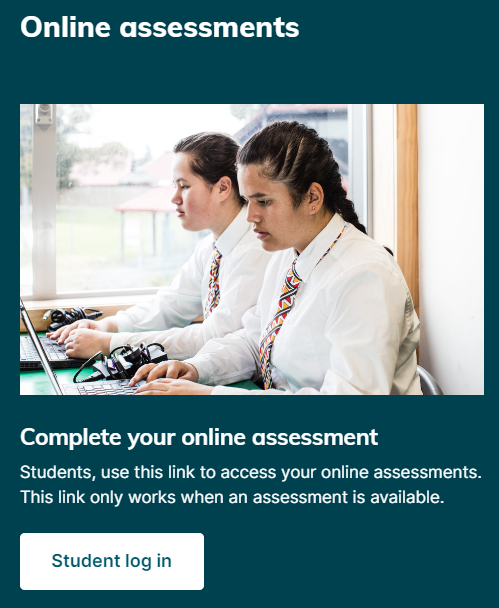 Online assessments
Complete your online assessment
Students, use this link to access your online assessments.
This link only works when an assessment is available.
Student log in